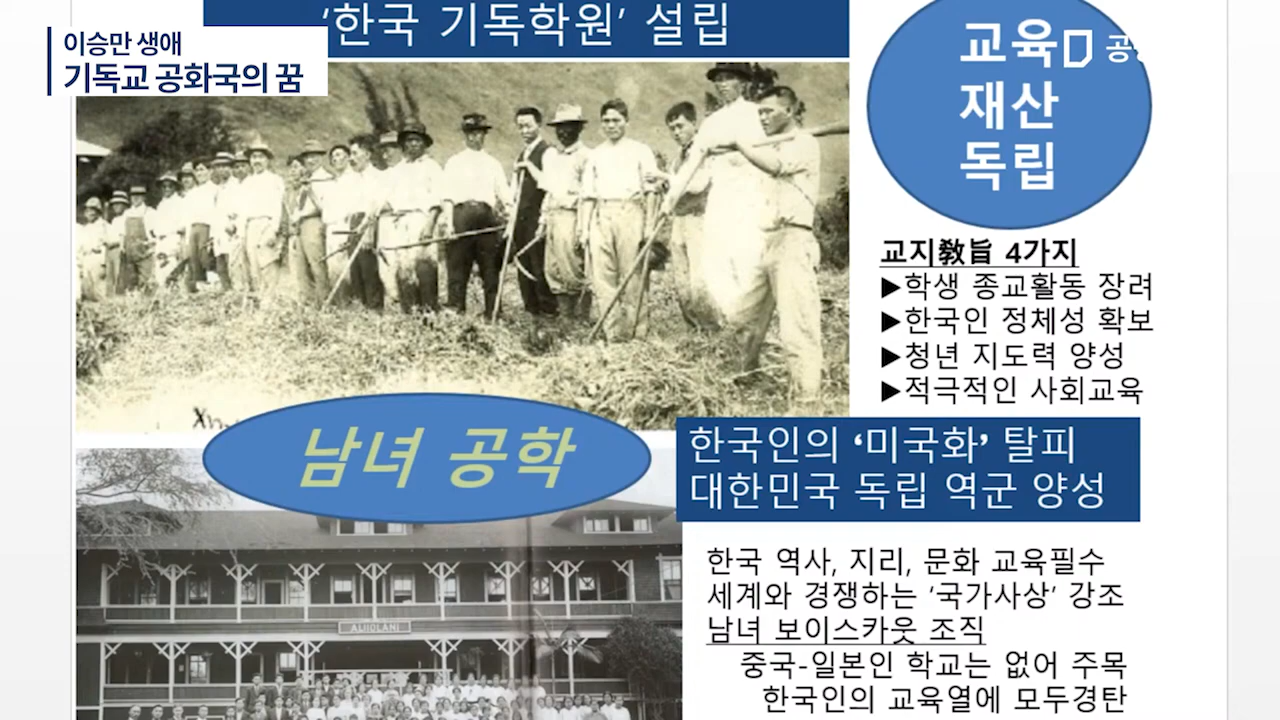 '한국 기독학원' 설립
이승만 생애
기독교 공화국의 꿈
교육
재산
독립
교지敎旨 4가지
▶학생 종교활동 장려
▶한국인 정체성 확보
▶청년 지도력 양성
▶적극적인 사회교육
남녀 공학
한국인의 ‘미국화’ 탈피
대한민국 독립 역군 양성
ALIIOLANI
한국 역사, 지리, 문화 교육필수
세계와 경쟁하는 '국가사상' 강조
남녀 보이스카웃 조직
중국-일본인 학교는 없어 주목
한국인의 교육열에 모두경탄